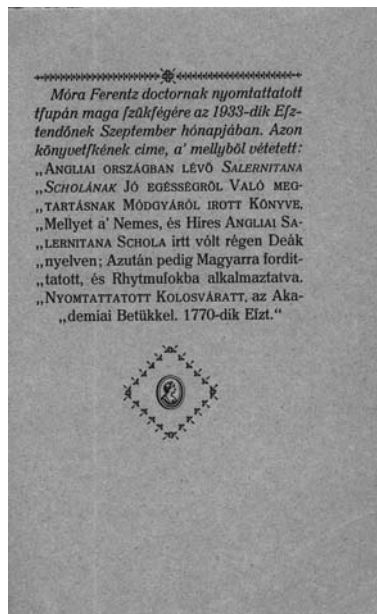 Móra Ferentz doctornak nyomtattatott
tſupán maga ſzükſégére az 1933-dik Eſz-
tendőnek Szeptember hónapjában. Azon
könyvetſkének címe, a' mellyből vétetett:
„ANGLIAI ORSZÁGBAN LÉVŐ SALERNITANA
„SCHOLÁNAK JÓ EGÉSSÉGRŐL VALÓ MEG-
„TARTÁSNAK MÓDGYÁRÓL IROTT KÖNYVE,
„Mellyet a' Nemes, és Hires ANGLIAI SA-
„LERNITANA SCHOLA irtt vólt régen Deák
„nyelven; Azután pedig Magyarra fordit-
„tatott, és Rhytmuſokba alkalmaztatva.
„NYOMTATTATOTT KOLOSVÁRATT, az Aka-
„demiai Betükkel. 1770-dik Eſzt."